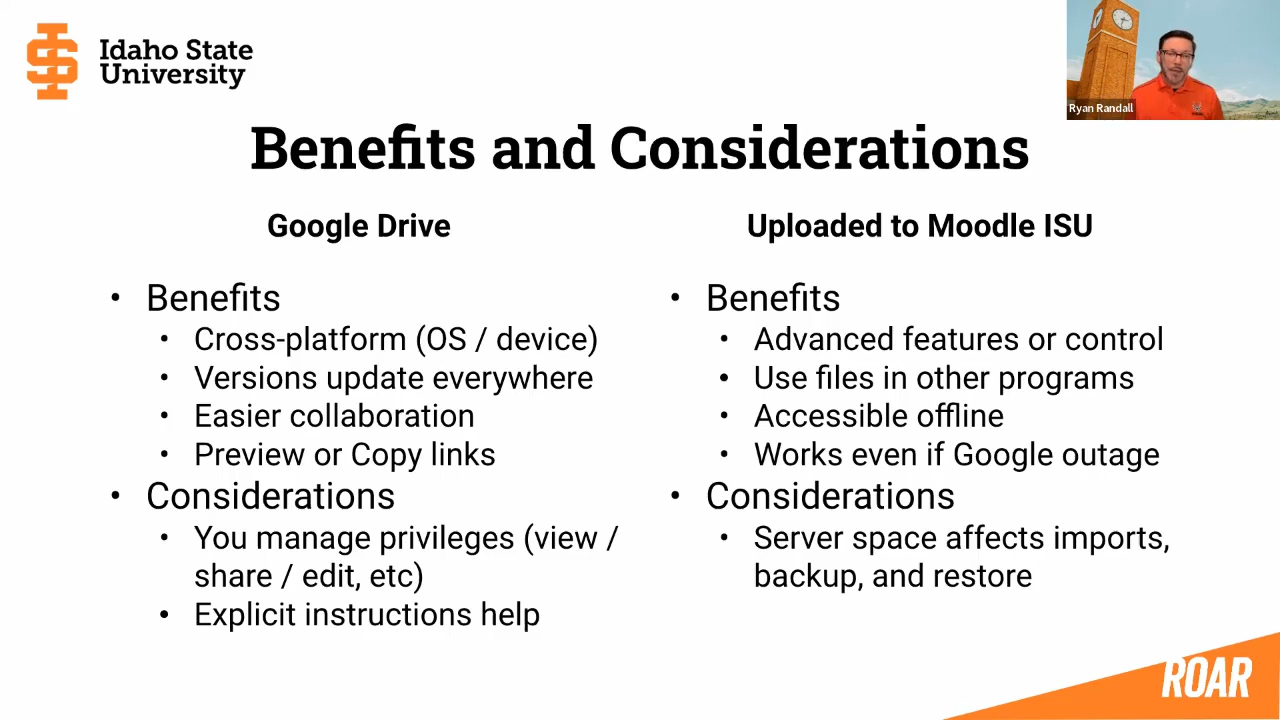 Idaho State
University
Ryan Randall
Benefits and Considerations
Google Drive
• Benefits
• Cross-platform (OS / device)
• Versions update everywhere
• Easier collaboration
• Preview or Copy links
• Considerations
• You manage privileges (view /
share / edit, etc)
• Explicit instructions help
Uploaded to Moodle ISU
• Benefits
• Advanced features or control
• Use files in other programs
• Accessible offline
• Works even if Google outage
• Considerations
• Server space affects imports,
backup, and restore
ROAR